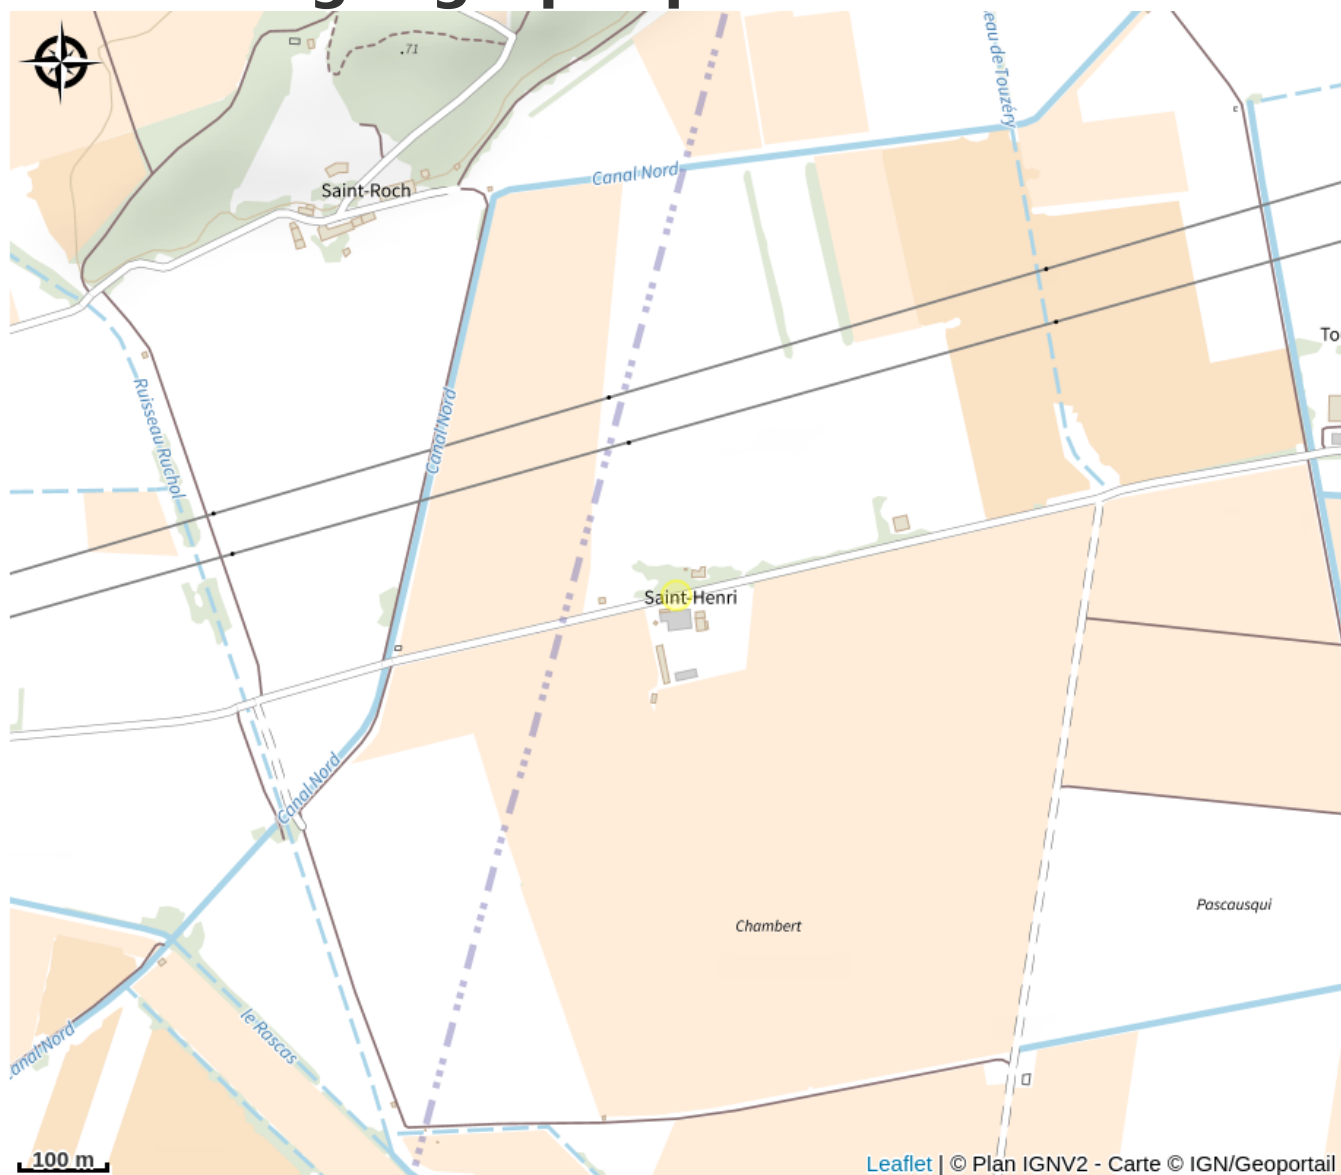 71
eau de Touzéry
Canal Nord
Saint-Roch
To
Canal Nord
Ruisseau Ruchol
Saint-Henri
Canal Nord
Pascausqui
Chambert
le Rascas
Canal Nord
100 m
Leaflet | © Plan IGNV2 - Carte © IGN/Geoportail